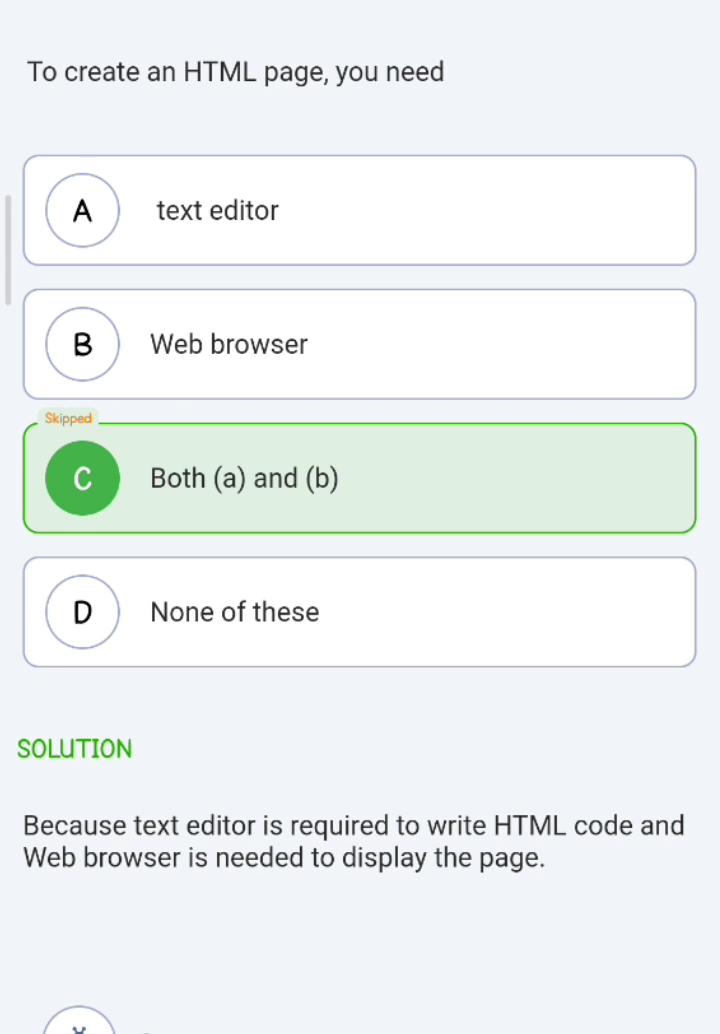 To create an HTML page, you need
A text editor
B Web browser
Skipped
C Both (a) and (b)
D None of these
SOLUTION
Because text editor is required to write HTML code and
Web browser is needed to display the page.